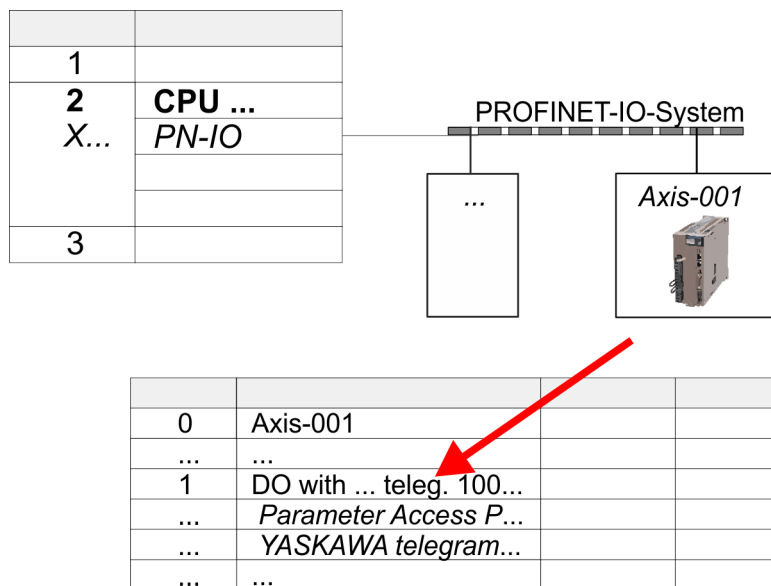 1
2 CPU ...
X... PN-IO
3
PROFINET-IO-System
...
Axis-001
0 Axis-001
... ...
1 DO with ... teleg. 100...
... Parameter Access P...
... YASKAWA telegram...
... ...